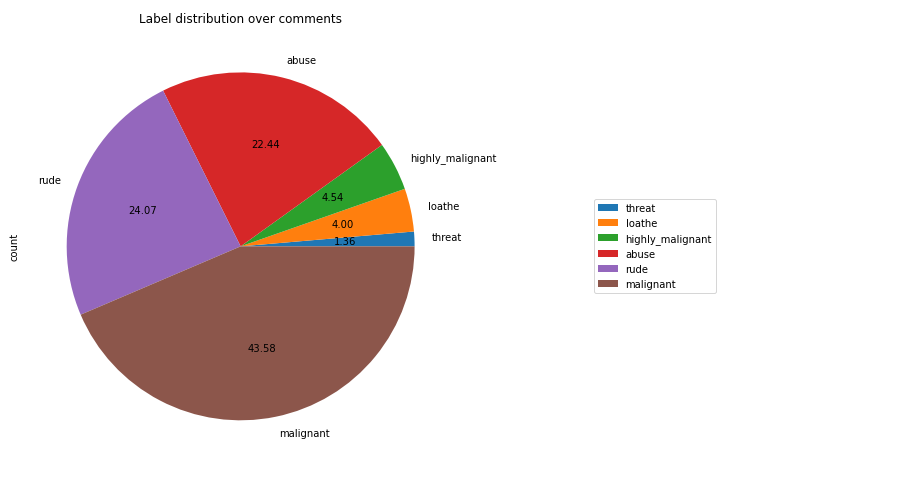 Label distribution over comments
abuse
22.44
highly_malignant
rude
4.54
24.07
loathe
4.00
threat
1.36
count
43.58
malignant
threat
loathe
highly_malignant
abuse
rude
malignant